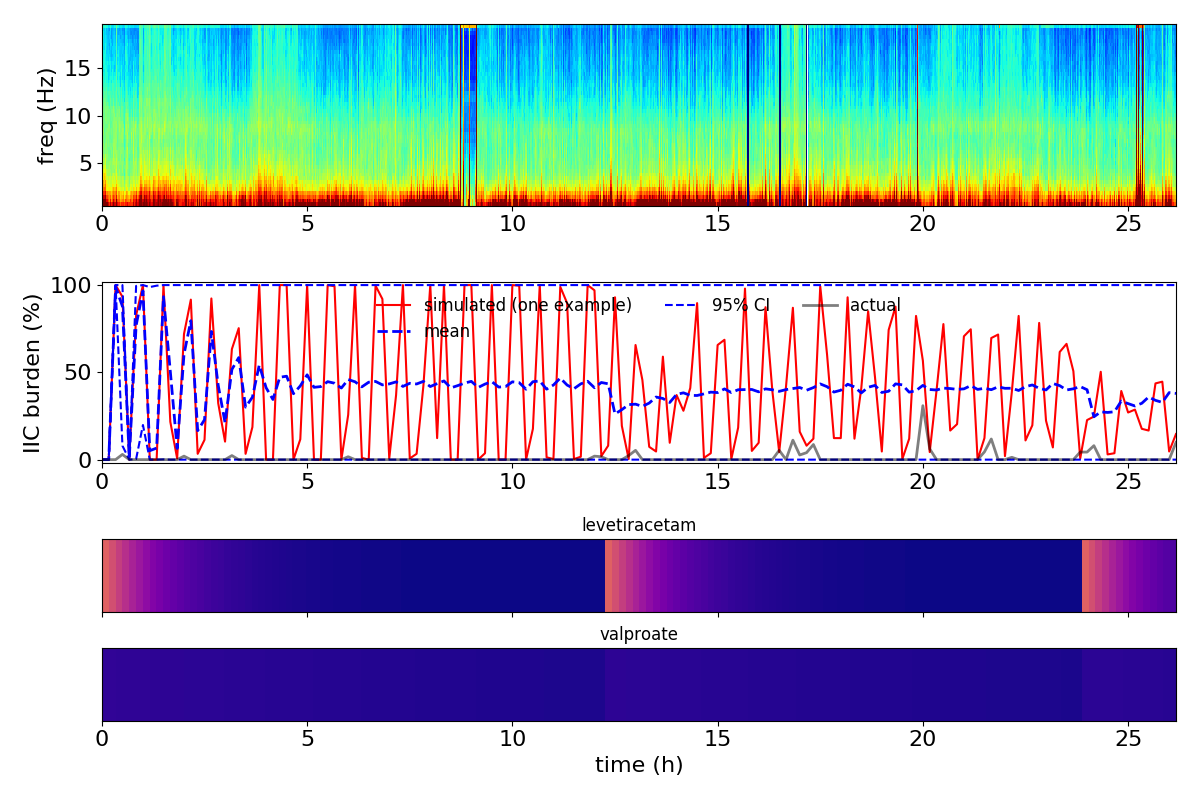 freq (Hz)
15
10
5
0 5 10 15 20 25
IIC burden (%)
100
50
0
simulated (one example) 95% CI actual
mean
0 5 10 15 20 25
levetiracetam
valproate
0 5 10 15 20 25
time (h)